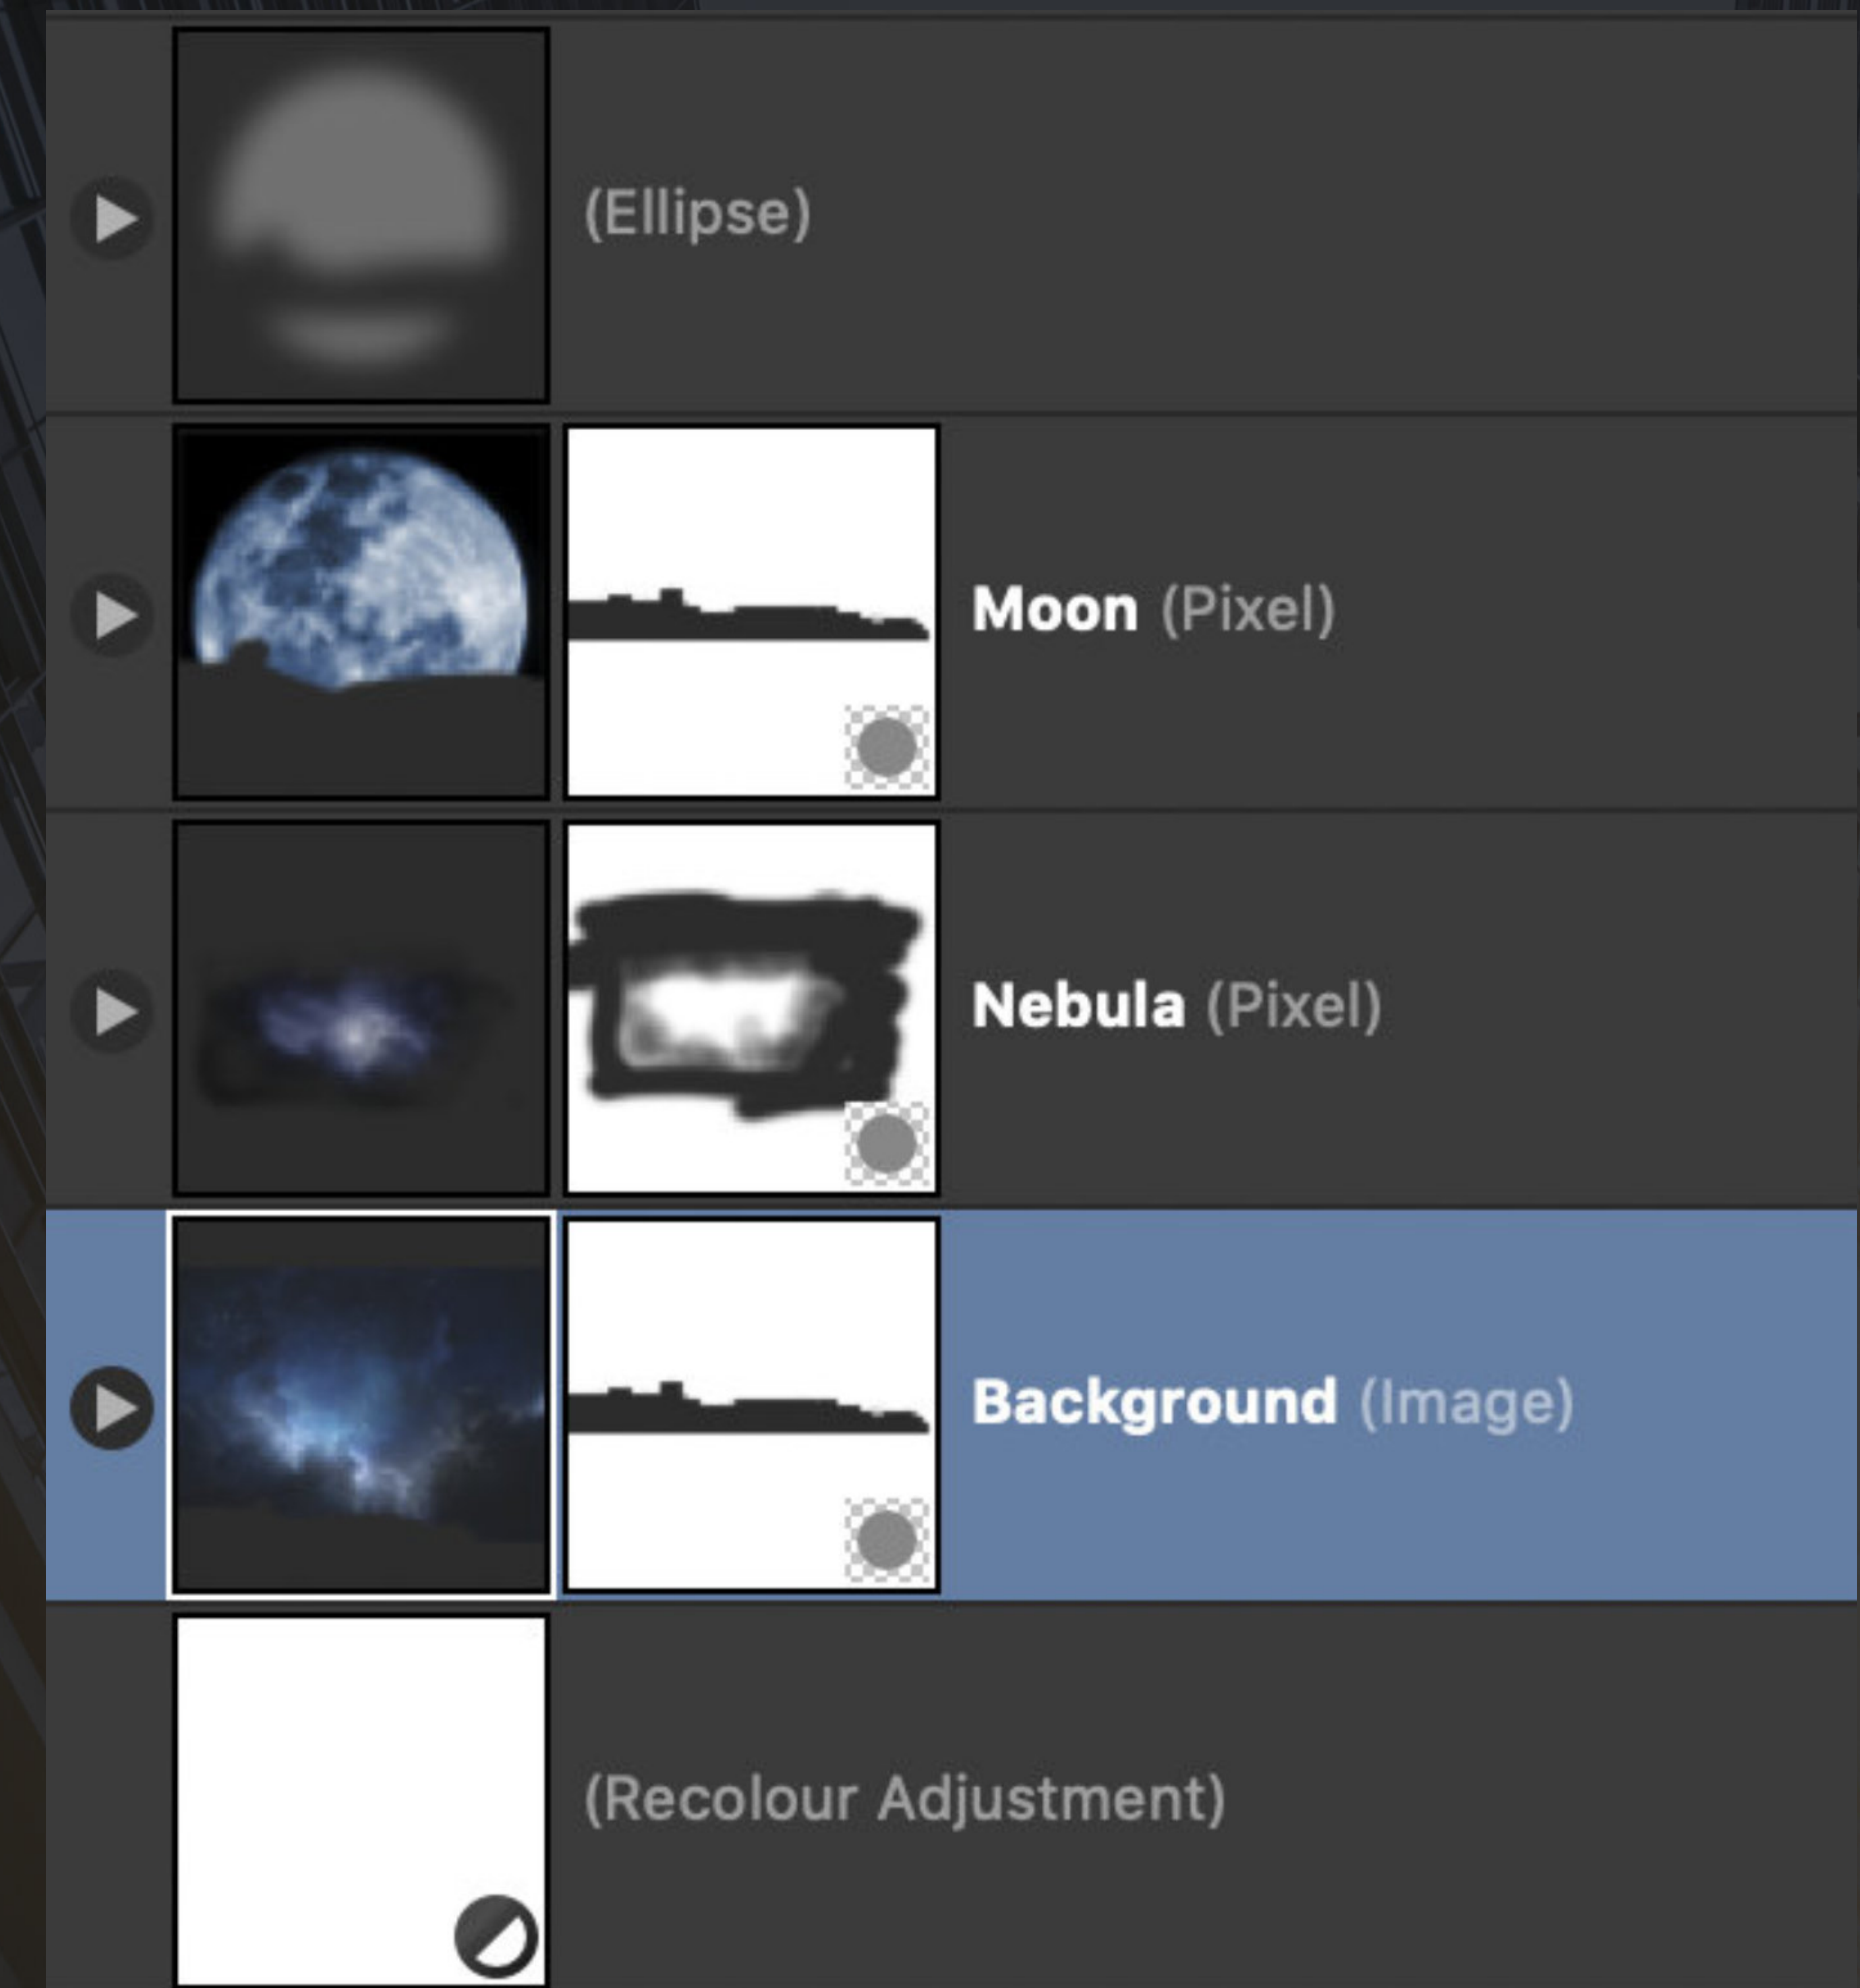 (Ellipse)
Moon (Pixel)
Nebula (Pixel)
Background (Image)
(Recolour Adjustment)